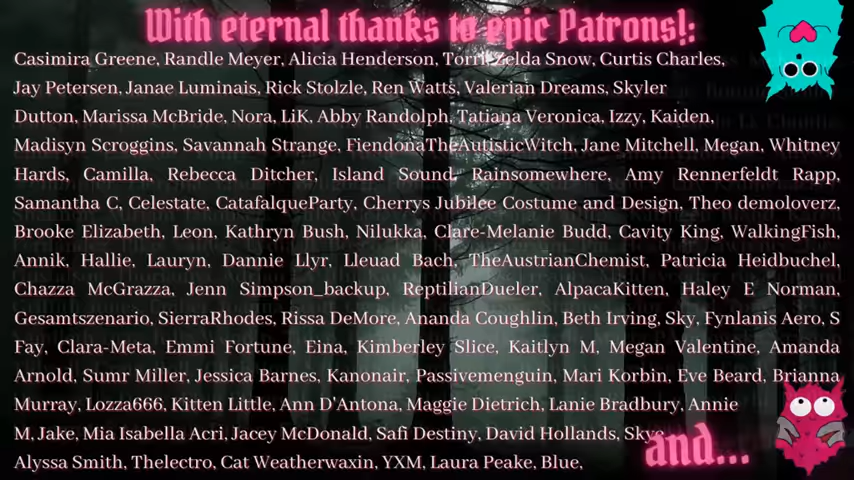 With eternal thanks to epic Patrons!:
Casimira Greene, Randle Meyer, Alicia Henderson, Torri, Zelda Snow, Curtis Charles,
Jay Petersen, Janae Luminais, Rick Stolzle, Ren Watts, Valerian Dreams, Skyler
Dutton, Marissa McBride, Nora, LiK, Abby Randolph, Tatiana Veronica, Izzy, Kaiden,
Madisyn Scroggins, Savannah Strange, FiendonaTheAutisticWitch, Jane Mitchell, Megan, Whitney
Hards, Camilla, Rebecca Ditcher, Island Sound, Rainsomewhere, Amy Rennerfeldt Rapp,
Samantha C, Celestate, CatafalqueParty, Cherrys Jubilee Costume and Design, Theo demoloverz,
Brooke Elizabeth, Leon, Kathryn Bush, Nilukka, Clare-Melanie Budd, Cavity King, WalkingFish,
Annik, Hallie, Lauryn, Dannie Llyr, Lleuad Bach, TheAustrianChemist, Patricia Heidbuchel,
Chazza McGrazza, Jenn Simpson_backup, ReptilianDueler, AlpacaKitten, Haley E Norman,
Gesamtszenario, SierraRhodes, Rissa DeMore, Ananda Coughlin, Beth Irving, Sky, Fynlanis Aero, S
Fay, Clara-Meta, Emmi Fortune, Eina, Kimberley Slice, Kaitlyn M, Megan Valentine, Amanda
Arnold, Sumr Miller, Jessica Barnes, Kanonair, Passivemenguin, Mari Korbin, Eve Beard, Brianna
Murray, Lozza666, Kitten Little, Ann D'Antona, Maggie Dietrich, Lanie Bradbury, Annie
M, Jake, Mia Isabella Acri, Jacey McDonald, Safi Destiny, David Hollands, Skye
Alyssa Smith, Thelectro, Cat Weatherwaxin, YXM, Laura Peake, Blue,
and...